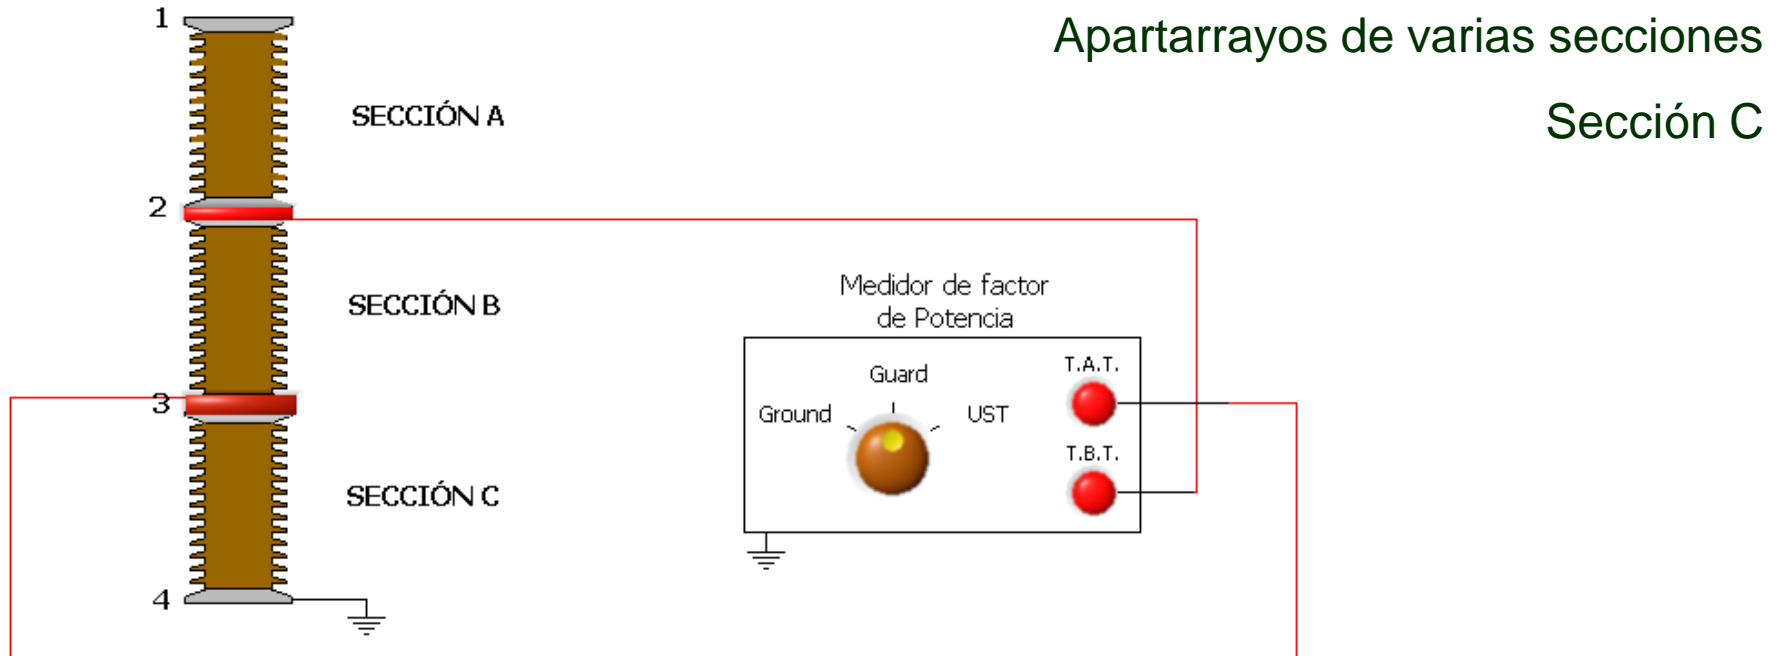 Apartarrayos de varias secciones
Sección C
1
SECCIÓN A
2
SECCIÓN B
3
SECCIÓN C
4
Medidor de factor
de Potencia
Ground
Guard
UST
T.A.T.
T.B.T.